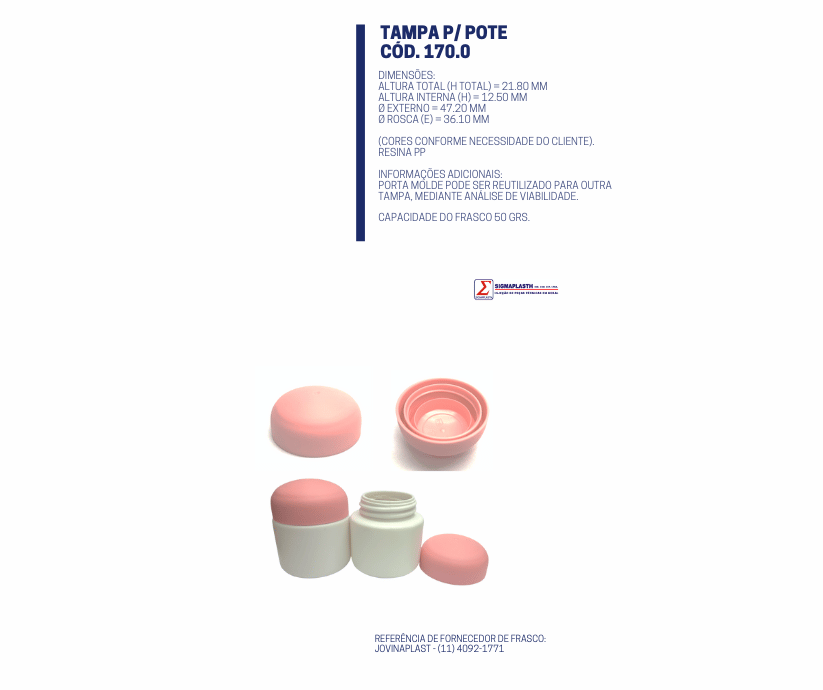 TAMPA P/ POTE
CÓD. 170.0
DIMENSÕES:
ALTURA TOTAL (H TOTAL) = 21.80 MM
ALTURA INTERNA (H) = 12.50 MM
Ø EXTERNO = 47.20 MM
Ø ROSCA (E) = 36.10 MM
(CORES CONFORME NECESSIDADE DO CLIENTE).
RESINA PP
INFORMAÇÕES ADICIONAIS:
PORTA MOLDE PODE SER REUTILIZADO PARA OUTRA
TAMPA, MEDIANTE ANÁLISE DE VIABILIDADE.
CAPACIDADE DO FRASCO 50 GRS.
SIGMAPLASTH
REFERÊNCIA DE FORNECEDOR DE FRASCO:
JOVINAPLAST - (11) 4092-1771